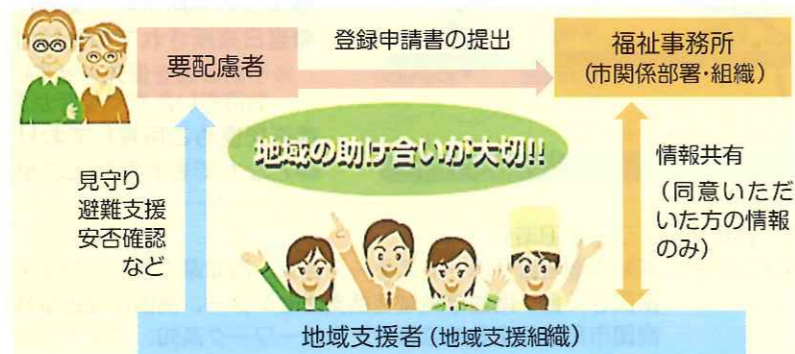 要配慮者
登録申請書の提出
福祉事務所
(市関係部署・組織)
地域の助け合いが大切!!
見守り
避難支援
安否確認
など
情報共有
(同意いただ
いた方の情報
のみ)
地域支援者(地域支援組織)